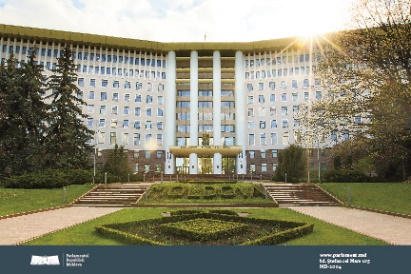 Parlamentul
Republicii
Moldova
www.parlament.md
bd. Ștefan cel Mare 105
MD-2004